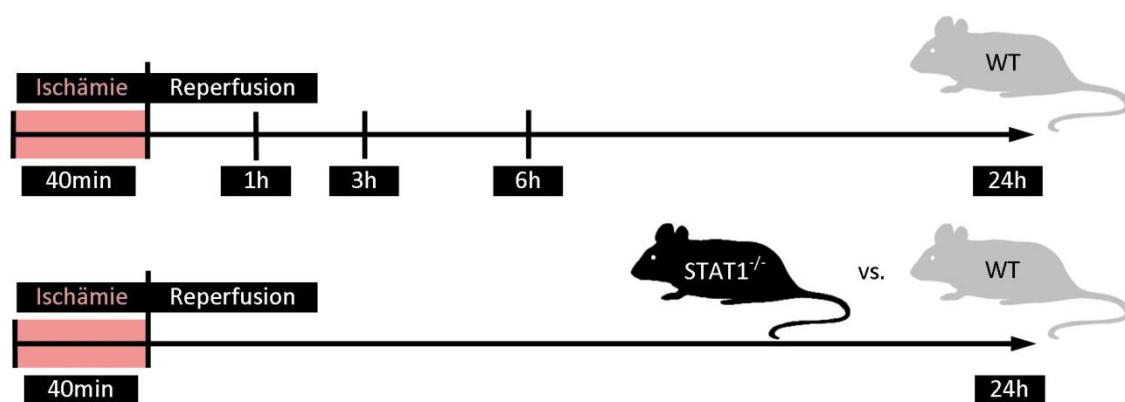 WT
Ischämie Reperfusion
40min 1h 3h 6h 24h
STAT1-/- vs. WT
Ischämie Reperfusion
40min 24h